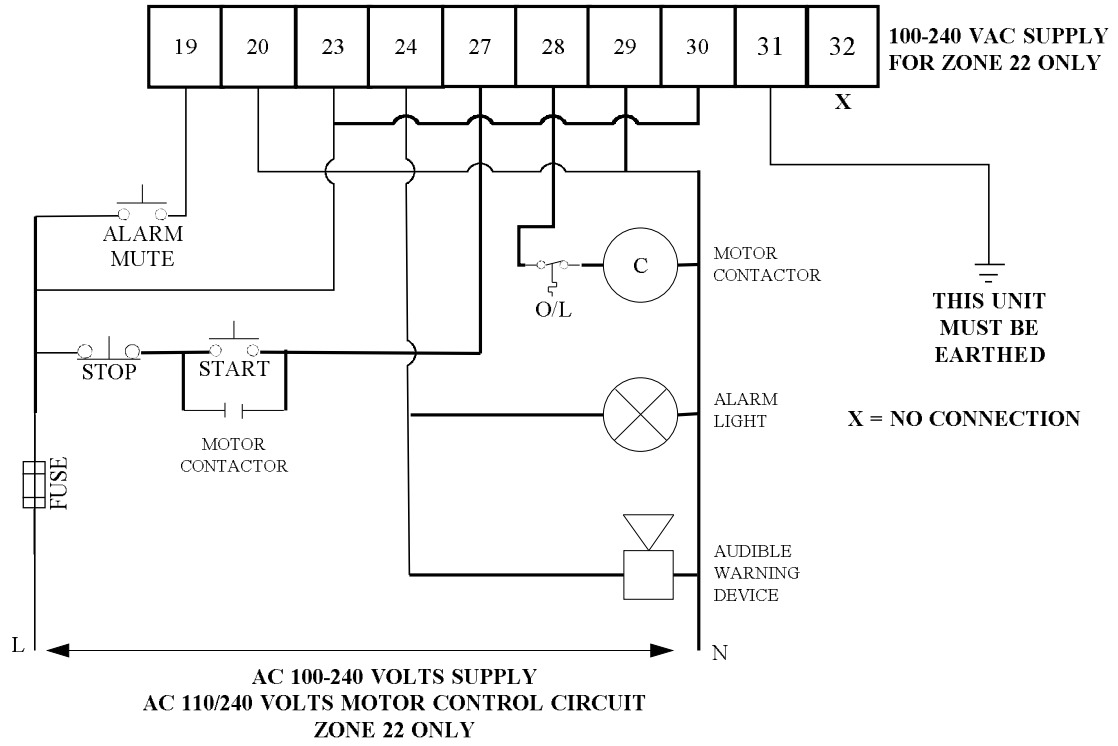 19 20 23 24 27 28 29 30 31 32
100-240 VAC SUPPLY
FOR ZONE 22 ONLY
X
ALARM
MUTE
C
MOTOR
CONTACTOR
O/L
THIS UNIT
MUST BE
EARTHED
STOP
START
MOTOR
CONTACTOR
ALARM
LIGHT
X = NO CONNECTION
FUSE
AUDIBLE
WARNING
DEVICE
L
N
AC 100-240 VOLTS SUPPLY
AC 110/240 VOLTS MOTOR CONTROL CIRCUIT
ZONE 22 ONLY